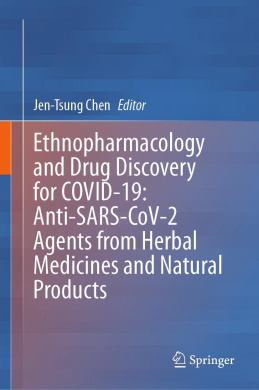 Jen-Tsung Chen Editor
Ethnopharmacology
and Drug Discovery
for COVID-19:
Anti-SARS-CoV-2
Agents from Herbal
Medicines and Natural
Products
Springer